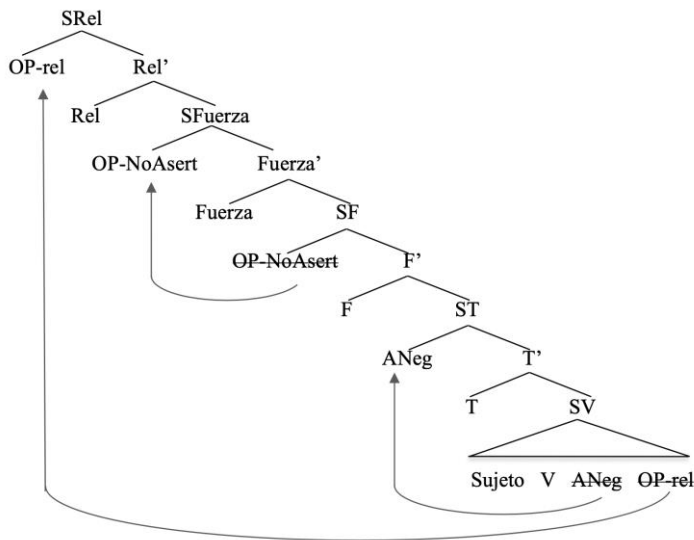 SRel
OP-rel Rel’
Rel SFuerza
OP-NoAsert Fuerza’
Fuerza SF
OP-NoAsert F’
F ST
ANeg T’
T SV
Sujeto V ANeg OP-rel